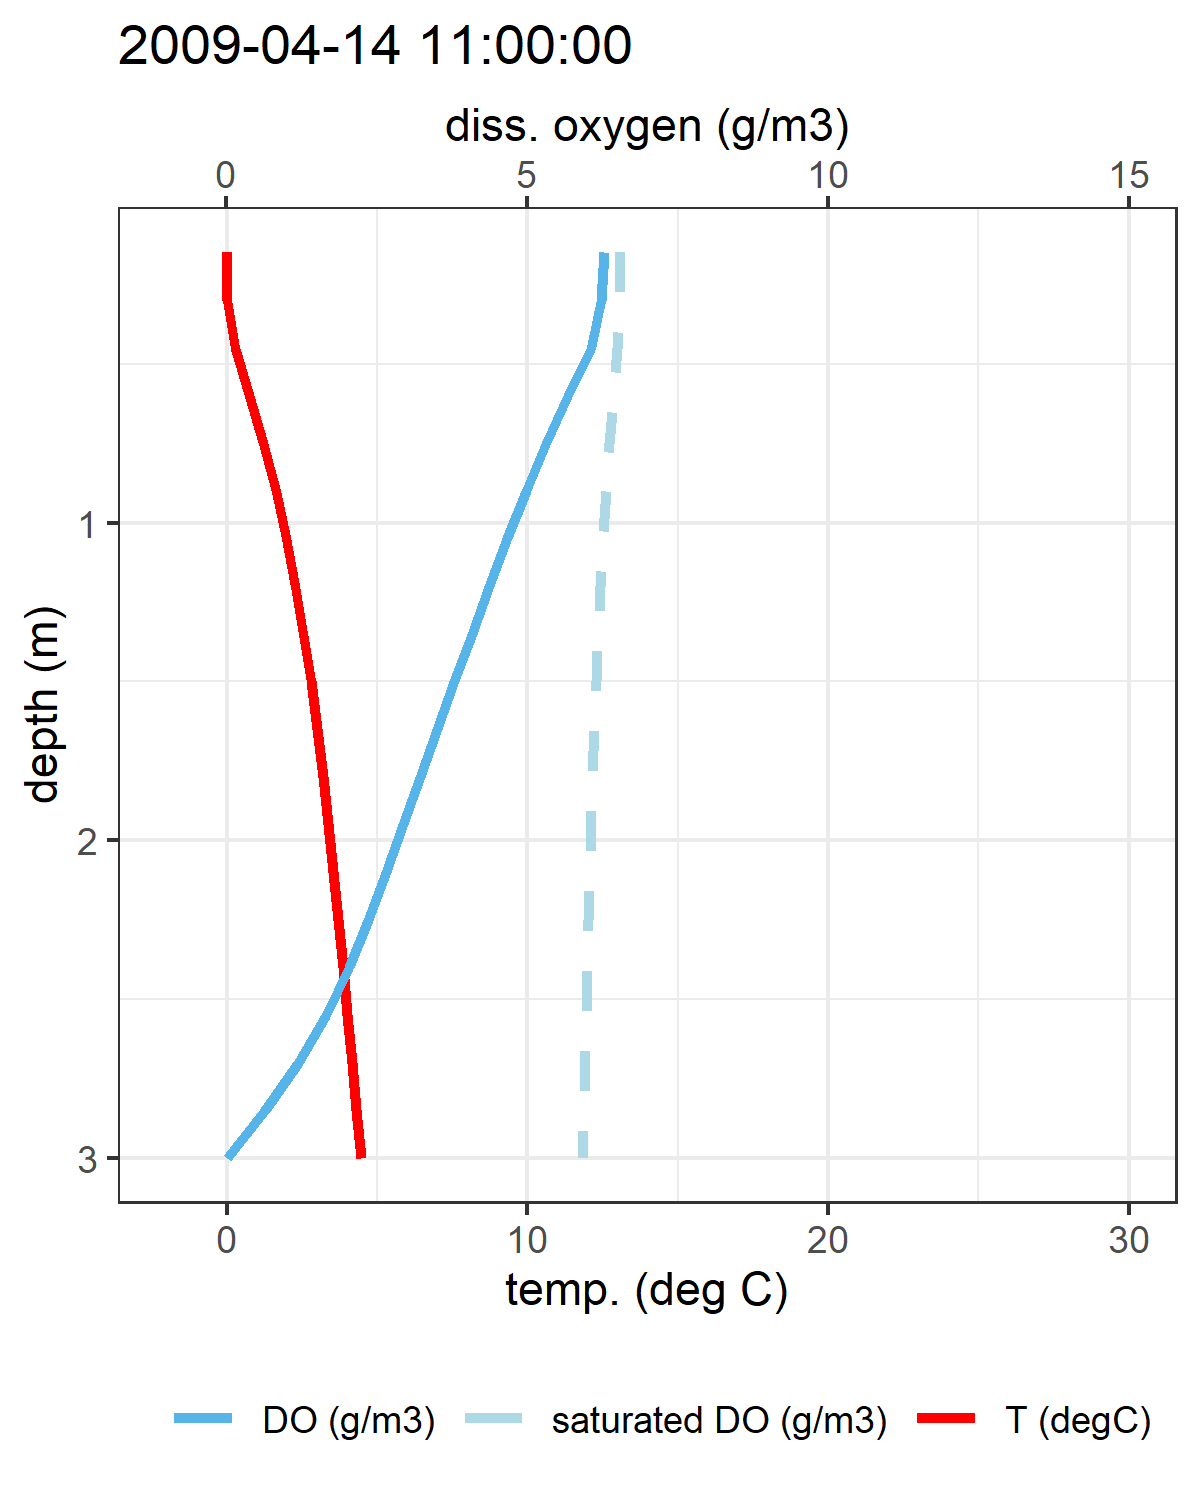 2009-04-14 11:00:00
diss. oxygen (g/m3)
0 5 10 15
1
2
3
depth (m)
0 10 20 30
temp. (deg C)
DO (g/m3) saturated DO (g/m3) T (degC)